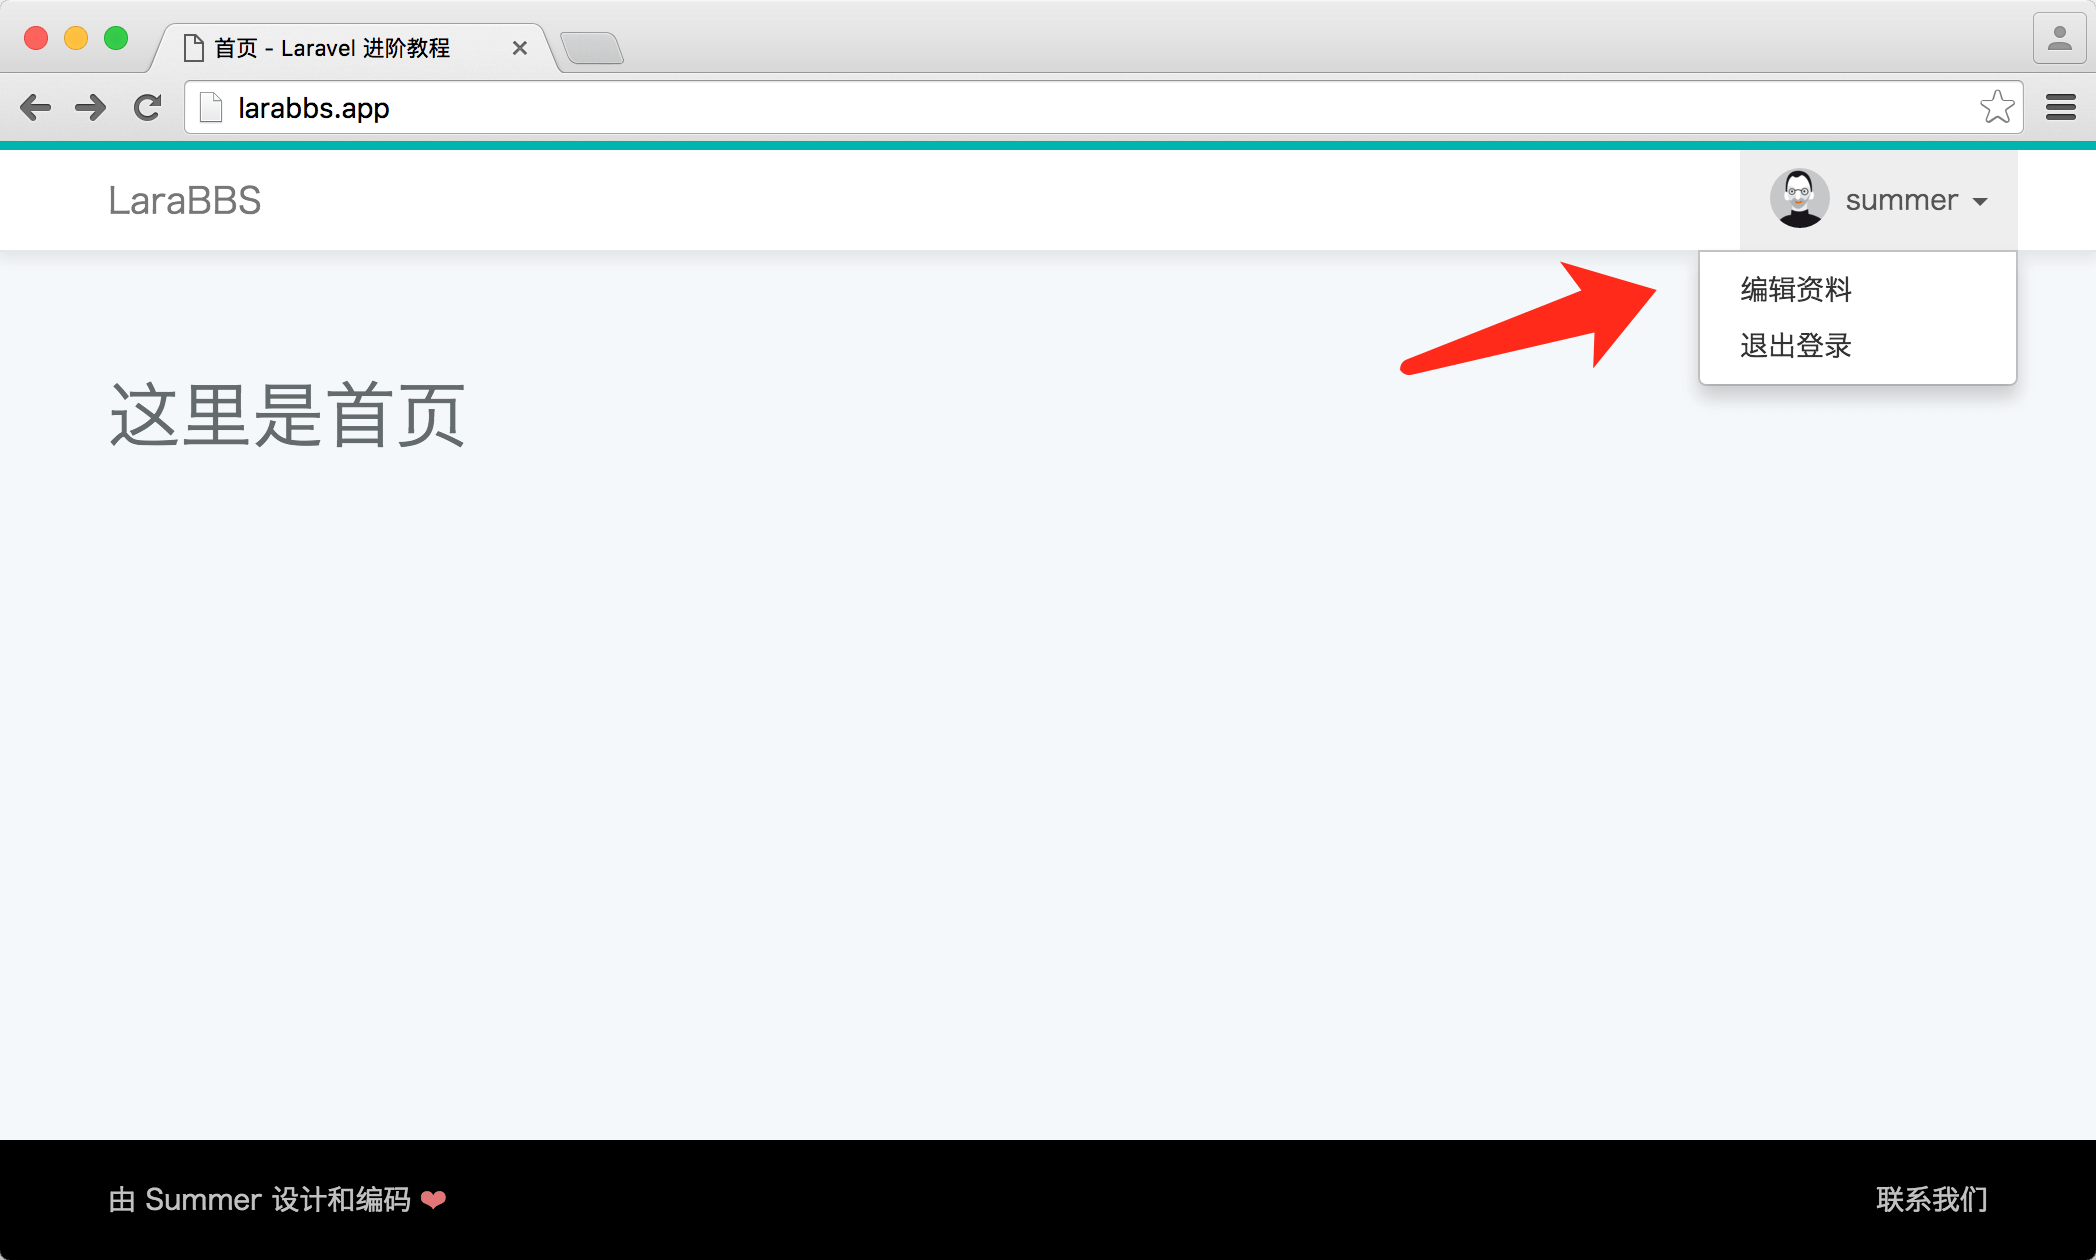 首页 - Laravel 进阶教程
larabbs.app
LaraBBS
summer
编辑资料
退出登录
这里是首页
由 Summer 设计和编码 ❤
联系我们